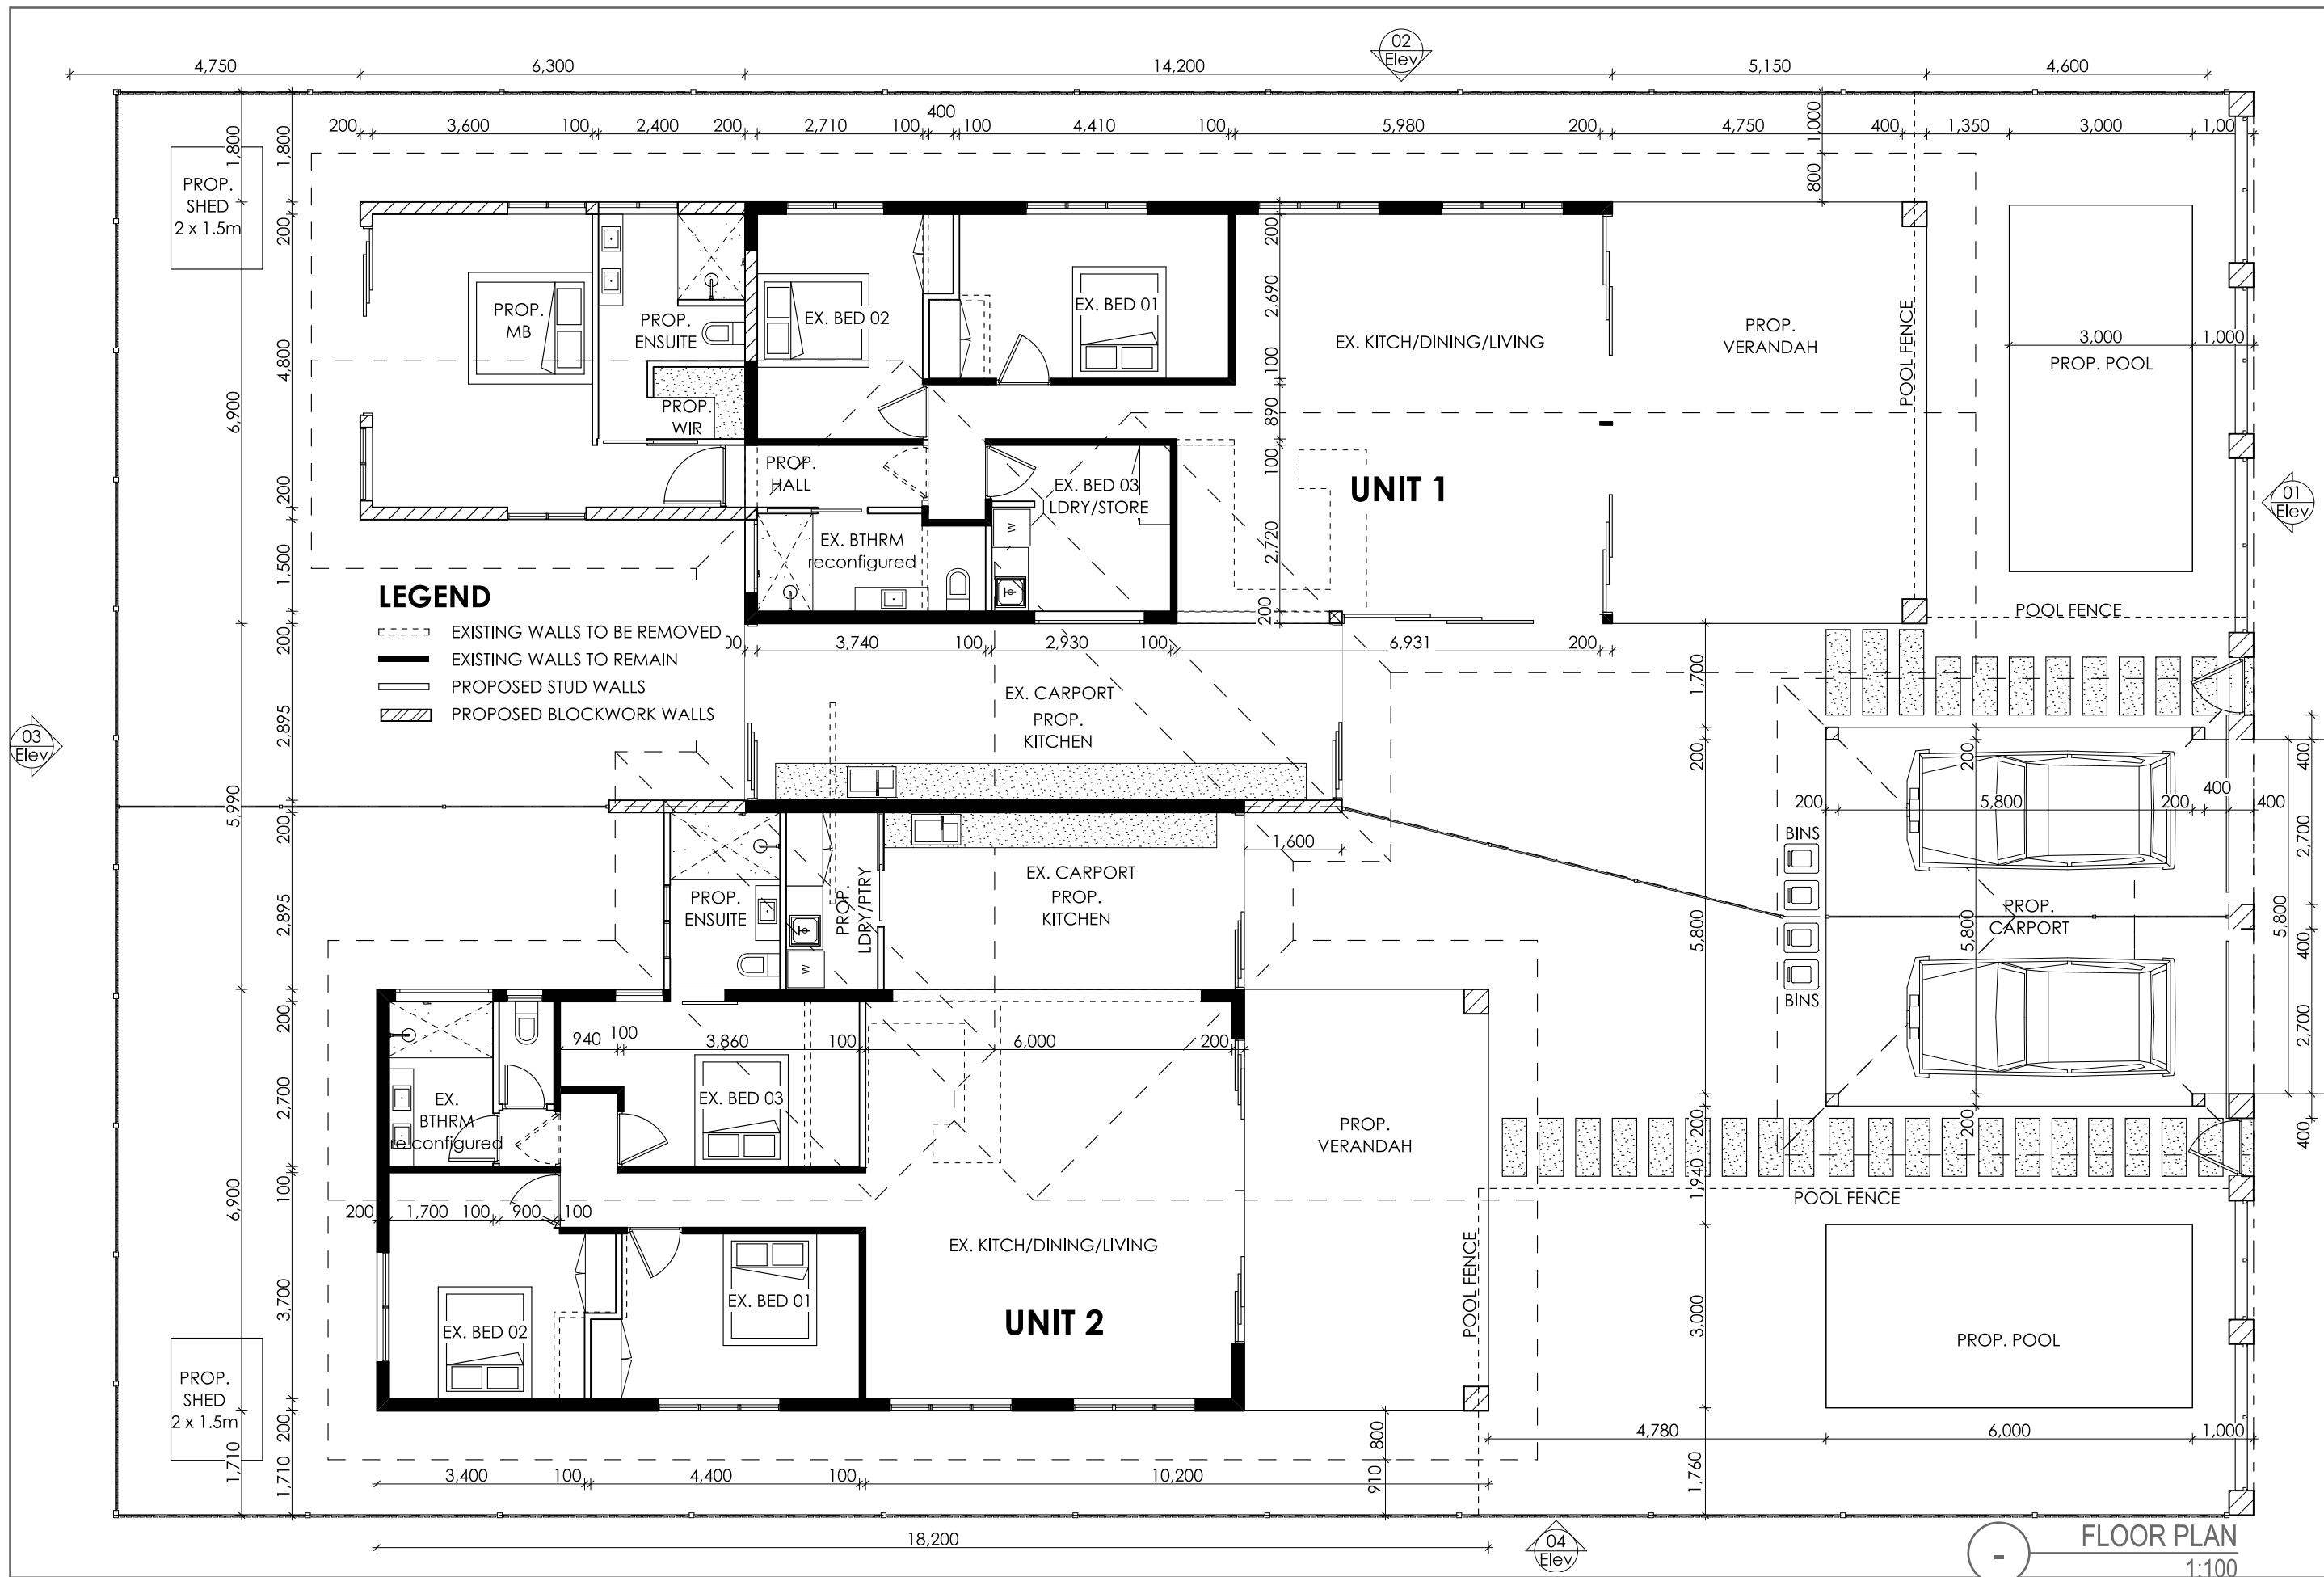 02
Elev
4,750
6,300
14,200
5,150
4,600
200
3,600
100
2,400
200
2,710
100
400
100
4,410
100
5,980
200
4,750
400
1,350
3,000
1,00
1,800
1,800
1,000
800
PROP.
SHED
2 x 1.5m
200
4,800
6,900
200
1,500
PROP.
MB
PROP.
ENSUITE
PROP.
WIR
EX. BED 02
EX. BED 01
EX. KITCH/DINING/LIVING
PROP.
VERANDAH
POOL FENCE
3,000
1,000
PROP. POOL
200
2,690
100
890
100
2,720
200
PROP.
HALL
EX. BED 03
LDRY/STORE
W
EX. BTHRM
reconfigured
UNIT 1
01
Elev
POOL FENCE
LEGEND
EXISTING WALLS TO BE REMOVED
EXISTING WALLS TO REMAIN
PROPOSED STUD WALLS
PROPOSED BLOCKWORK WALLS
00
3,740
100
2,930
100
6,931
200
03
Elev
200
2,895
5,990
200
2,895
EX. CARPORT
PROP.
KITCHEN
1,700
200
5,800
200
1,940
200
200
5,800
200
400
400
5,800
200
400
2,700
400
5,800
2,700
400
BINS
BINS
PROP.
CARPORT
1,600
PROP.
ENSUITE
PROP.
LDRY/PTRY
W
EX. CARPORT
PROP.
KITCHEN
200
2,700
100
6,900
3,700
200
1,710
1,710
940
100
3,860
100
6,000
200
EX.
BTHRM
re configured
EX. BED 03
PROP.
VERANDAH
POOL FENCE
200
1,700
100
900
100
EX. KITCH/DINING/LIVING
EX. BED 02
EX. BED 01
UNIT 2
POOL FENCE
3,000
PROP. POOL
PROP.
SHED
2 x 1.5m
4,780
6,000
1,000
800
910
1,760
3,400
100
4,400
100
10,200
18,200
04
Elev
-
FLOOR PLAN
1:100